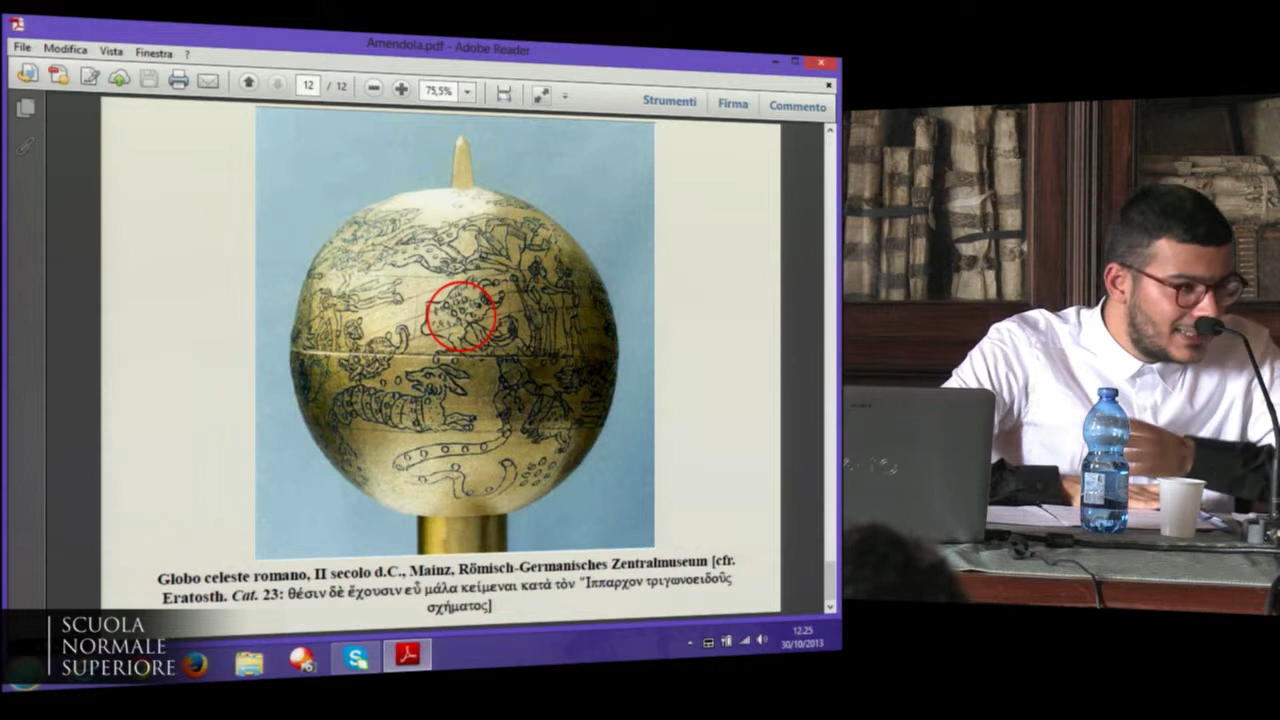 Amendola.pdf - Adobe Reader
File Modifica Vista Finestra ?
12 / 12 75,5%
Strumenti Firma Commento
Globo celeste romano, II secolo d.C., Mainz, Römisch-Germanisches Zentralmuseum [cfr.
Eratosth. Cat. 23: θέσιν δὲ ἔχουσιν εὖ μάλα κείμεναι κατὰ τὸν Ἵππαρχον τριγωνοειδοῦς
σχήματος]
SCUOLA
NORMALE
SUPERIORE
12.25
30/10/2013